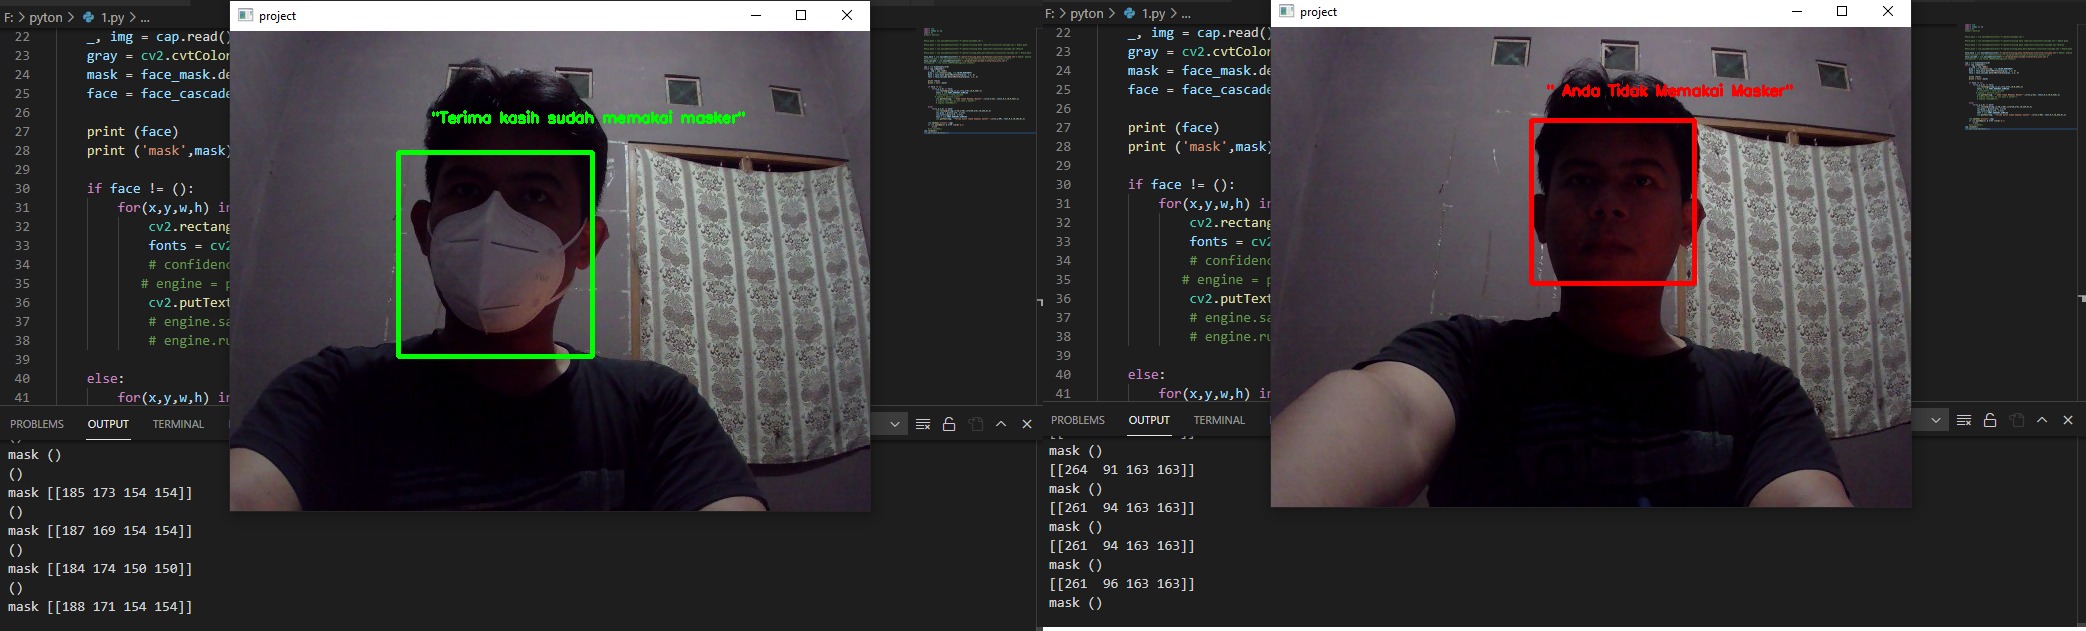 F: > pyton > 1.py > ...
project
22 _, img = cap.read()
23 gray = cv2.cvtColor
24 mask = face_mask.de
25 face = face_cascade
26
27 print (face)
28 print ('mask',mask)
29
30 if face != ():
31 for(x,y,w,h) in
32 cv2.rectang
33 fonts = cv2
34 # confidenc
35 # engine = p
36 cv2.putText
37 # engine.sa
38 # engine.ru
39
40 else:
41 for(x,y,w,h) in
"Terima kasih sudah memakai masker"
PROBLEMS OUTPUT TERMINAL
()
mask ()
()
mask [[185 173 154 154]]
()
mask [[187 169 154 154]]
()
mask [[184 174 150 150]]
()
mask [[188 171 154 154]]
F: > pyton > 1.py > ...
project
22 _, img = cap.read()
23 gray = cv2.cvtColor
24 mask = face_mask.de
25 face = face_cascade
26
27 print (face)
28 print ('mask',mask)
29
30 if face != ():
31 for(x,y,w,h) in
32 cv2.rectang
33 fonts = cv2
34 # confidenc
35 # engine = p
36 cv2.putText
37 # engine.sa
38 # engine.ru
39
40 else:
41 for(x,y,w,h) in
" Anda Tidak Memakai Masker"
PROBLEMS OUTPUT TERMINAL
mask ()
[[264 91 163 163]]
mask ()
[[261 94 163 163]]
mask ()
[[261 94 163 163]]
mask ()
[[261 96 163 163]]
mask ()